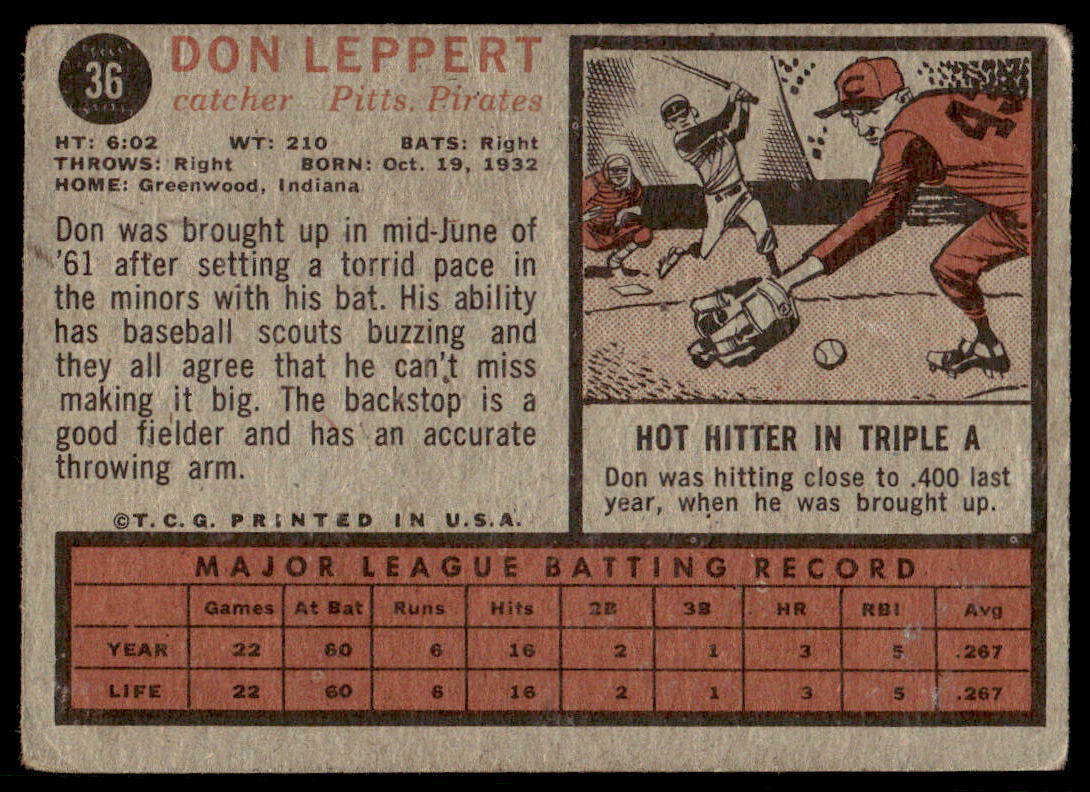 36
DON LEPPERT
catcher Pitts. Pirates
HT: 6:02 WT: 210 BATS: Right
THROWS: Right BORN: Oct. 19, 1932
HOME: Greenwood, Indiana
Don was brought up in mid-June of
'61 after setting a torrid pace in
the minors with his bat. His ability
has baseball scouts buzzing and
they all agree that he can't miss
making it big. The backstop is a
good fielder and has an accurate
throwing arm.
©T.C.G. PRINTED IN U.S.A.
C
43
HOT HITTER IN TRIPLE A
Don was hitting close to .400 last
year, when he was brought up.
MAJOR LEAGUE BATTING RECORD
Games At Bat Runs Hits 2B 3B HR RBI Avg
YEAR 22 60 6 16 2 1 3 5 .267
LIFE 22 60 6 16 2 1 3 5 .267